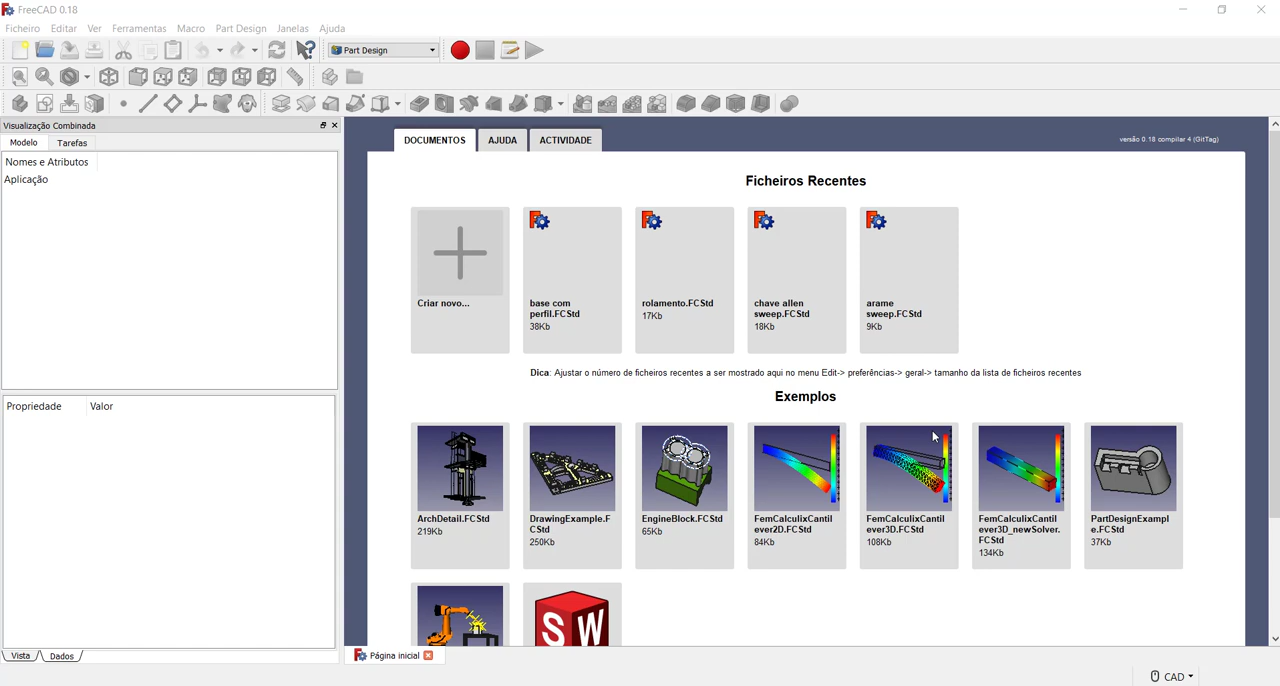 FreeCAD 0.18
Ficheiro Editar Ver Ferramentas Macro Part Design Janelas Ajuda
Part Design
Visualização Combinada
Modelo Tarefas
Nomes e Atributos
Aplicação
Propriedade Valor
Vista Dados
DOCUMENTOS AJUDA ACTIVIDADE
versão 0.18 compilar 4 (GitTag)
Ficheiros Recentes
Criar novo...
base com
perfil.FCStd
38Kb
rolamento.FCStd
17Kb
chave allen
sweep.FCStd
18Kb
arame
sweep.FCStd
9Kb
Dica: Ajustar o número de ficheiros recentes a ser mostrado aqui no menu Edit-> preferências-> geral-> tamanho da lista de ficheiros recentes
Exemplos
ArchDetail.FCStd
219Kb
DrawingExample.F
CStd
250Kb
EngineBlock.FCStd
65Kb
FemCalculixCantil
ever2D.FCStd
84Kb
FemCalculixCantil
ever3D.FCStd
108Kb
FemCalculixCantil
ever3D_newSolver.
FCStd
134Kb
PartDesignExampl
e.FCStd
37Kb
SW
Página inicial
CAD